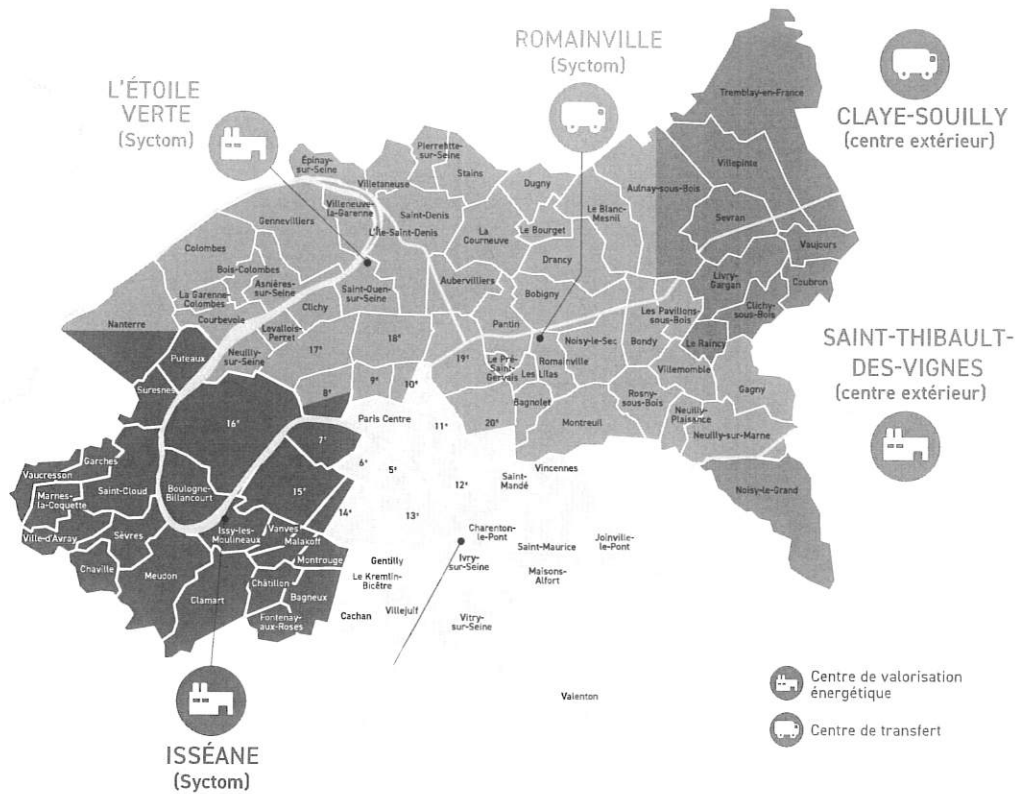 ROMAINVILLE
(Syctom)
L'ÉTOILE
VERTE
(Syctom)
CLAYE-SOUILLY
(centre extérieur)
Tremblay-en-France
Épinay-
sur-Seine
Pierrefitte-
sur-Seine
Villetaneuse
Stains
Dugny
Villepinte
Aulnay-sous-Bois
Villeneuve-
la-Garenne
Gennevilliers
Saint-Denis
L'Île-Saint-Denis
Le Blanc-
Mesnil
Le Bourget
La
Courneuve
Sevran
Colombes
Drancy
Vaujours
Bois-Colombes
Asnières-
sur-Seine
Aubervilliers
Livry-
Gargan
Coubron
La Garenne-
Colombes
Saint-Ouen-
sur-Seine
Bobigny
Clichy-
sous-Bois
Courbevoie
Clichy
Les Pavillons-
sous-Bois
Nanterre
Levallois-
Perret
Pantin
Noisy-le-Sec
Bondy
Le Raincy
Puteaux
Neuilly-
sur-Seine
17e
18e
19e
Le Pré-
Saint-
Gervais
Romainville
Les Lilas
Villemomble
Gagny
SAINT-THIBAULT-
DES-VIGNES
(centre extérieur)
Suresnes
8e
9e
10e
Bagnolet
Rosny-
sous-Bois
Neuilly-
Plaisance
16e
Paris Centre
11e
20e
Montreuil
Neuilly-sur-Marne
7e
Garches
Vaucresson
6e
5e
Vincennes
Saint-
Mandé
Noisy-le-Grand
Marnes-
la-Coquette
Saint-Cloud
Boulogne-
Billancourt
15e
12e
14e
13e
Ville-d'Avray
Sèvres
Issy-les-
Moulineaux
Vanves
Malakoff
Charenton-
le-Pont
Saint-Maurice
Joinville-
le-Pont
Chaville
Meudon
Montrouge
Gentilly
Ivry-
sur-Seine
Châtillon
Le Kremlin-
Bicêtre
Maisons-
Alfort
Clamart
Bagneux
Fontenay-
aux-Roses
Cachan
Villejuif
Vitry-
sur-Seine
Valenton
Centre de valorisation
énergétique
Centre de transfert
ISSÉANE
(Syctom)